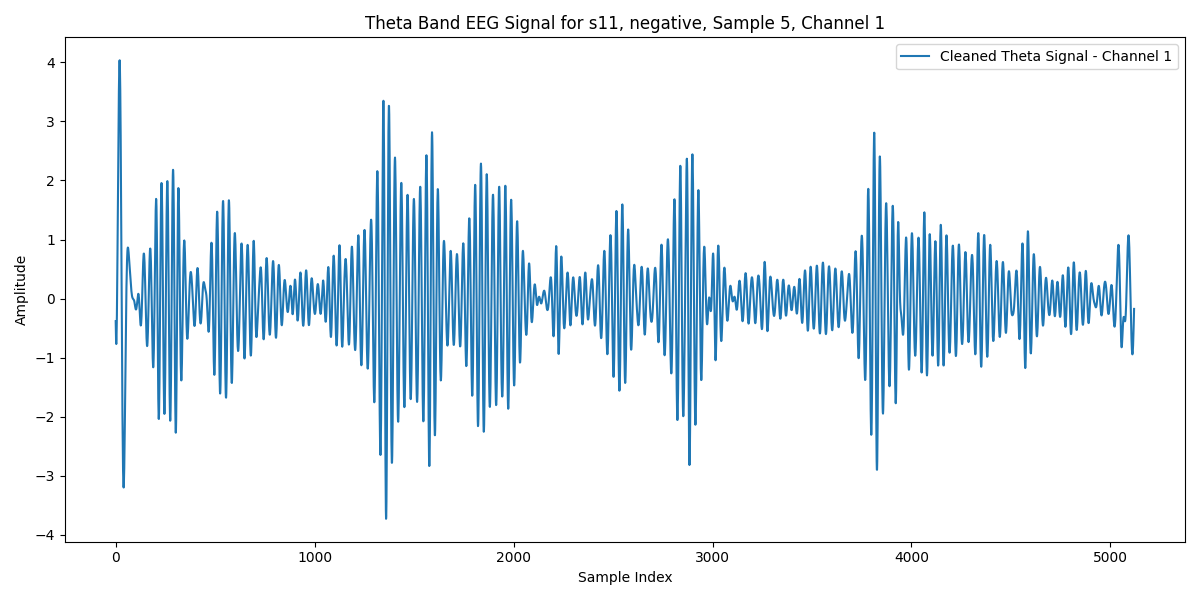 Theta Band EEG Signal for s11, negative, Sample 5, Channel 1
Cleaned Theta Signal - Channel 1
Amplitude
4
3
2
1
0
−1
−2
−3
−4
0 1000 2000 3000 4000 5000
Sample Index